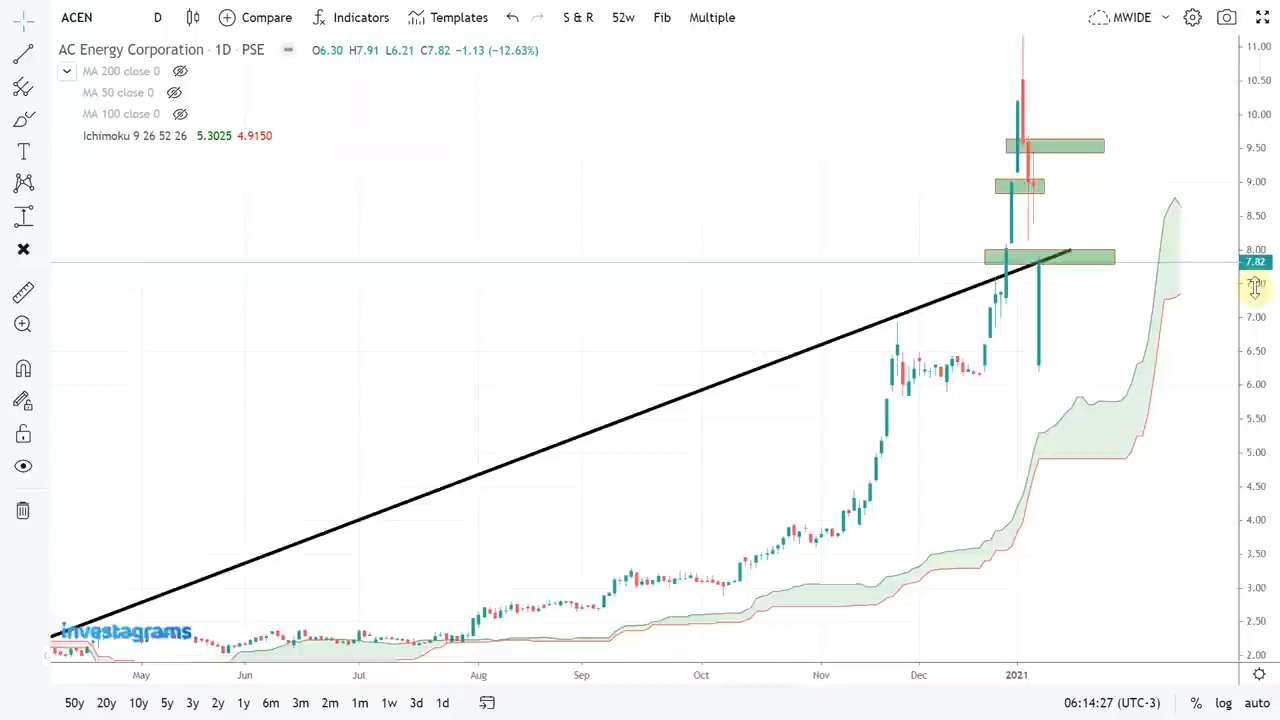 ACEN D Compare Indicators Templates S & R 52w Fib Multiple MWIDE
AC Energy Corporation · 1D · PSE O6.30 H7.91 L6.21 C7.82 −1.13 (−12.63%)
MA 200 close 0
MA 50 close 0
MA 100 close 0
Ichimoku 9 26 52 26 5.3025 4.9150
11.00
10.50
10.00
9.50
9.00
8.50
8.00
7.82
7.00
6.50
6.00
5.50
5.00
4.50
4.00
3.50
3.00
2.50
2.00
investagrams
May Jun Jul Aug Sep Oct Nov Dec 2021
50y 20y 10y 5y 3y 2y 1y 6m 3m 2m 1m 1w 3d 1d 06:14:27 (UTC-3) % log auto